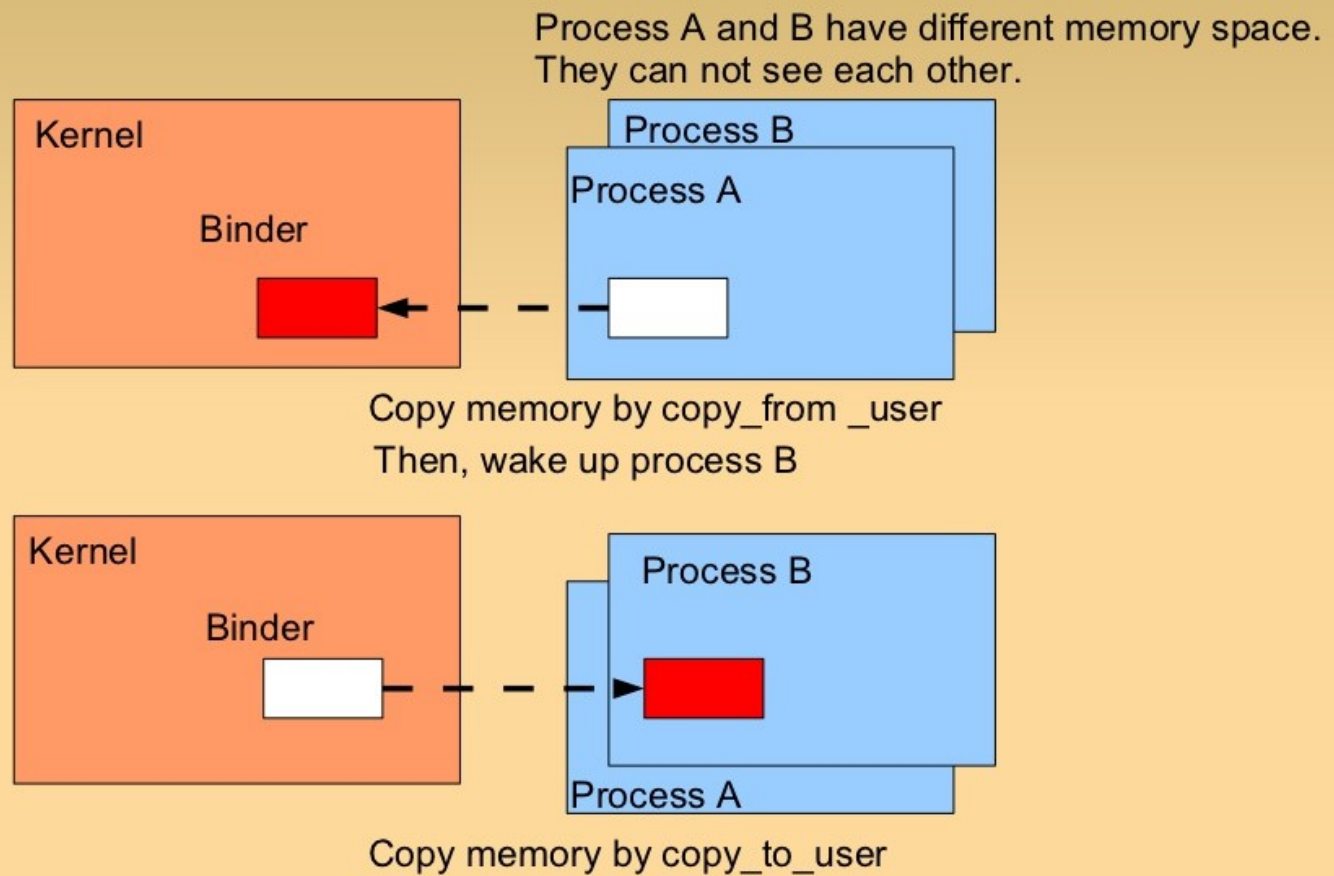 Process A and B have different memory space.
They can not see each other.
Kernel
Process B
Process A
Binder
Copy memory by copy_from _user
Then, wake up process B
Kernel
Process B
Binder
Process A
Copy memory by copy_to_user